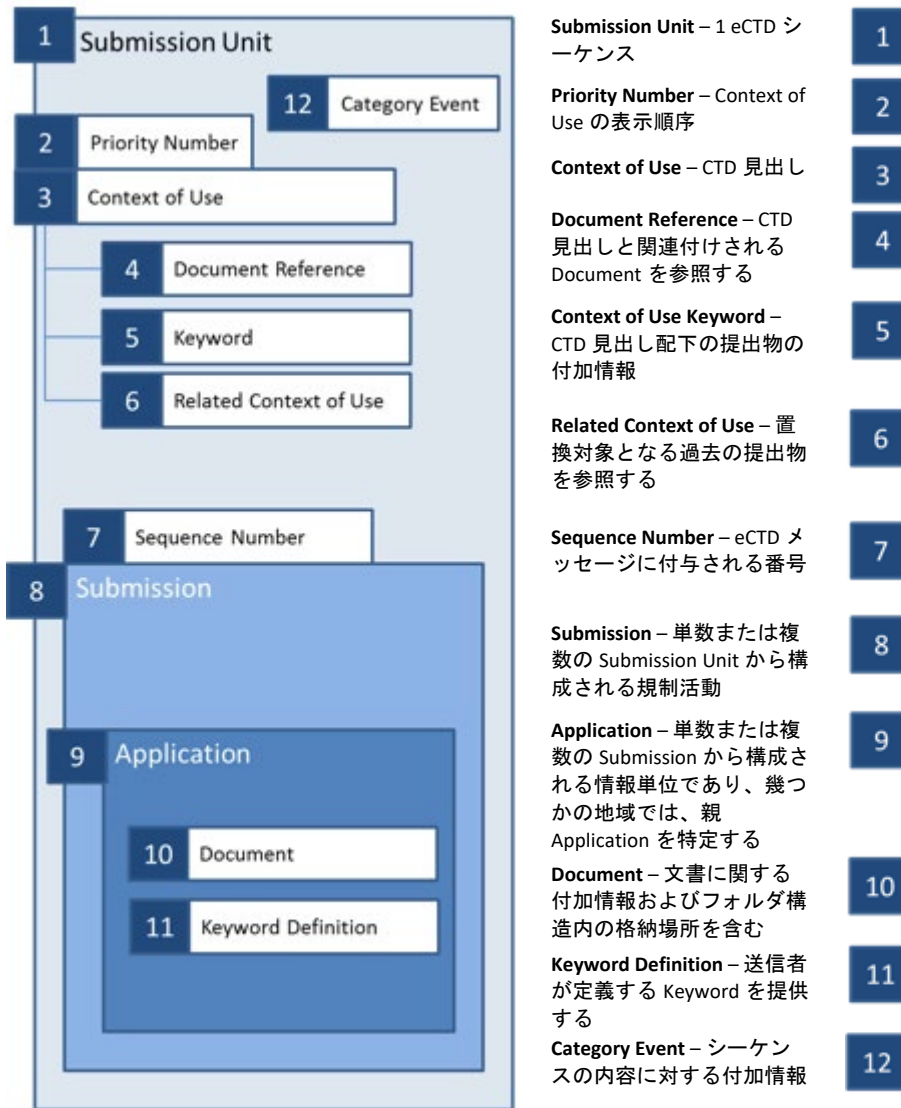 1
Submission Unit
12
Category Event
2
Priority Number
3
Context of Use
4
Document Reference
5
Keyword
6
Related Context of Use
7
Sequence Number
8
Submission
9
Application
10
Document
11
Keyword Definition
Submission Unit – 1 eCTD シ
ーケンス
1
Priority Number – Context of
Use の表示順序
2
Context of Use – CTD 見出し
3
Document Reference – CTD
見出しと関連付けされる
Document を参照する
4
Context of Use Keyword –
CTD 見出し配下の提出物の
付加情報
5
Related Context of Use – 置
換対象となる過去の提出物
を参照する
6
Sequence Number – eCTD メ
ッセージに付与される番号
7
Submission – 単数または複
数の Submission Unit から構
成される規制活動
8
Application – 単数または複
数の Submission から構成さ
れる情報単位であり、幾つ
かの地域では、親
Application を特定する
9
Document – 文書に関する
付加情報およびフォルダ構
造内の格納場所を含む
10
Keyword Definition – 送信者
が定義する Keyword を提供
する
11
Category Event – シーケン
スの内容に対する付加情報
12